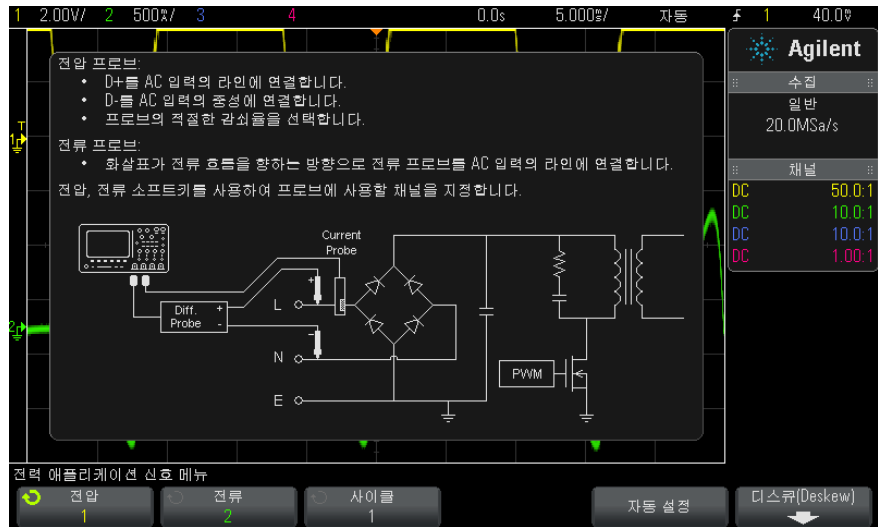 1 2.00V/ 2 500%/ 3 4 0.0s 5.000%/ 자동 1 40.0V
Agilent
전압 프로브:
• D+를 AC 입력의 라인에 연결합니다.
• D-를 AC 입력의 중성에 연결합니다.
• 프로브의 적절한 감쇠율을 선택합니다.
전류 프로브:
• 화살표가 전류 흐름을 향하는 방향으로 전류 프로브를 AC 입력의 라인에 연결합니다.
전압, 전류 소프트키를 사용하여 프로브에 사용할 채널을 지정합니다.
수집
일반
20.0MSa/s
채널
DC 50.0:1
DC 10.0:1
DC 10.0:1
DC 1.00:1
T
1
2
Current
Probe
Diff.
Probe
+
-
+
-
L
N
E
PWM
전력 애플리케이션 신호 메뉴
전압
1
전류
2
사이클
1
자동 설정
디스큐(Deskew)